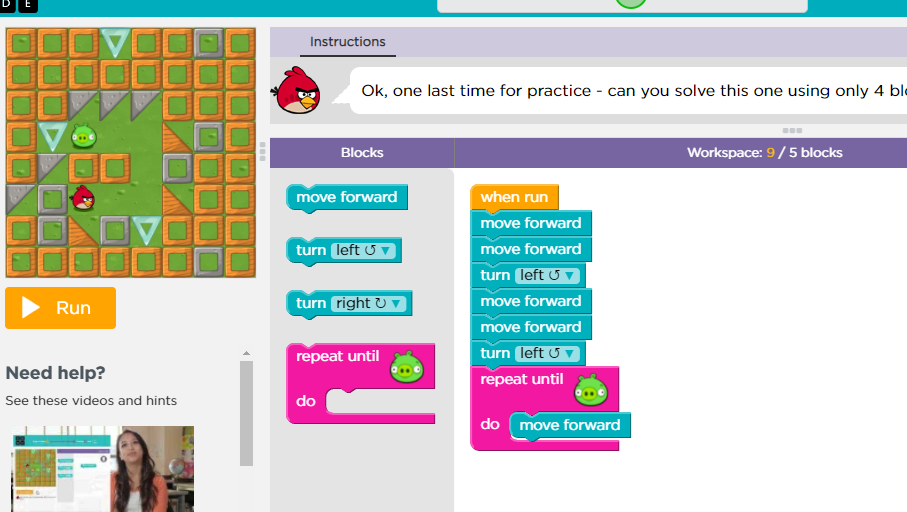 D E
Instructions
Ok, one last time for practice - can you solve this one using only 4
Blocks
Workspace: 9 / 5 blocks
move forward
turn left ↺ ▼
turn right ↻ ▼
repeat until
do
when run
move forward
move forward
turn left ↺ ▼
move forward
move forward
turn left ↺ ▼
repeat until
do move forward
Run
Need help?
See these videos and hints